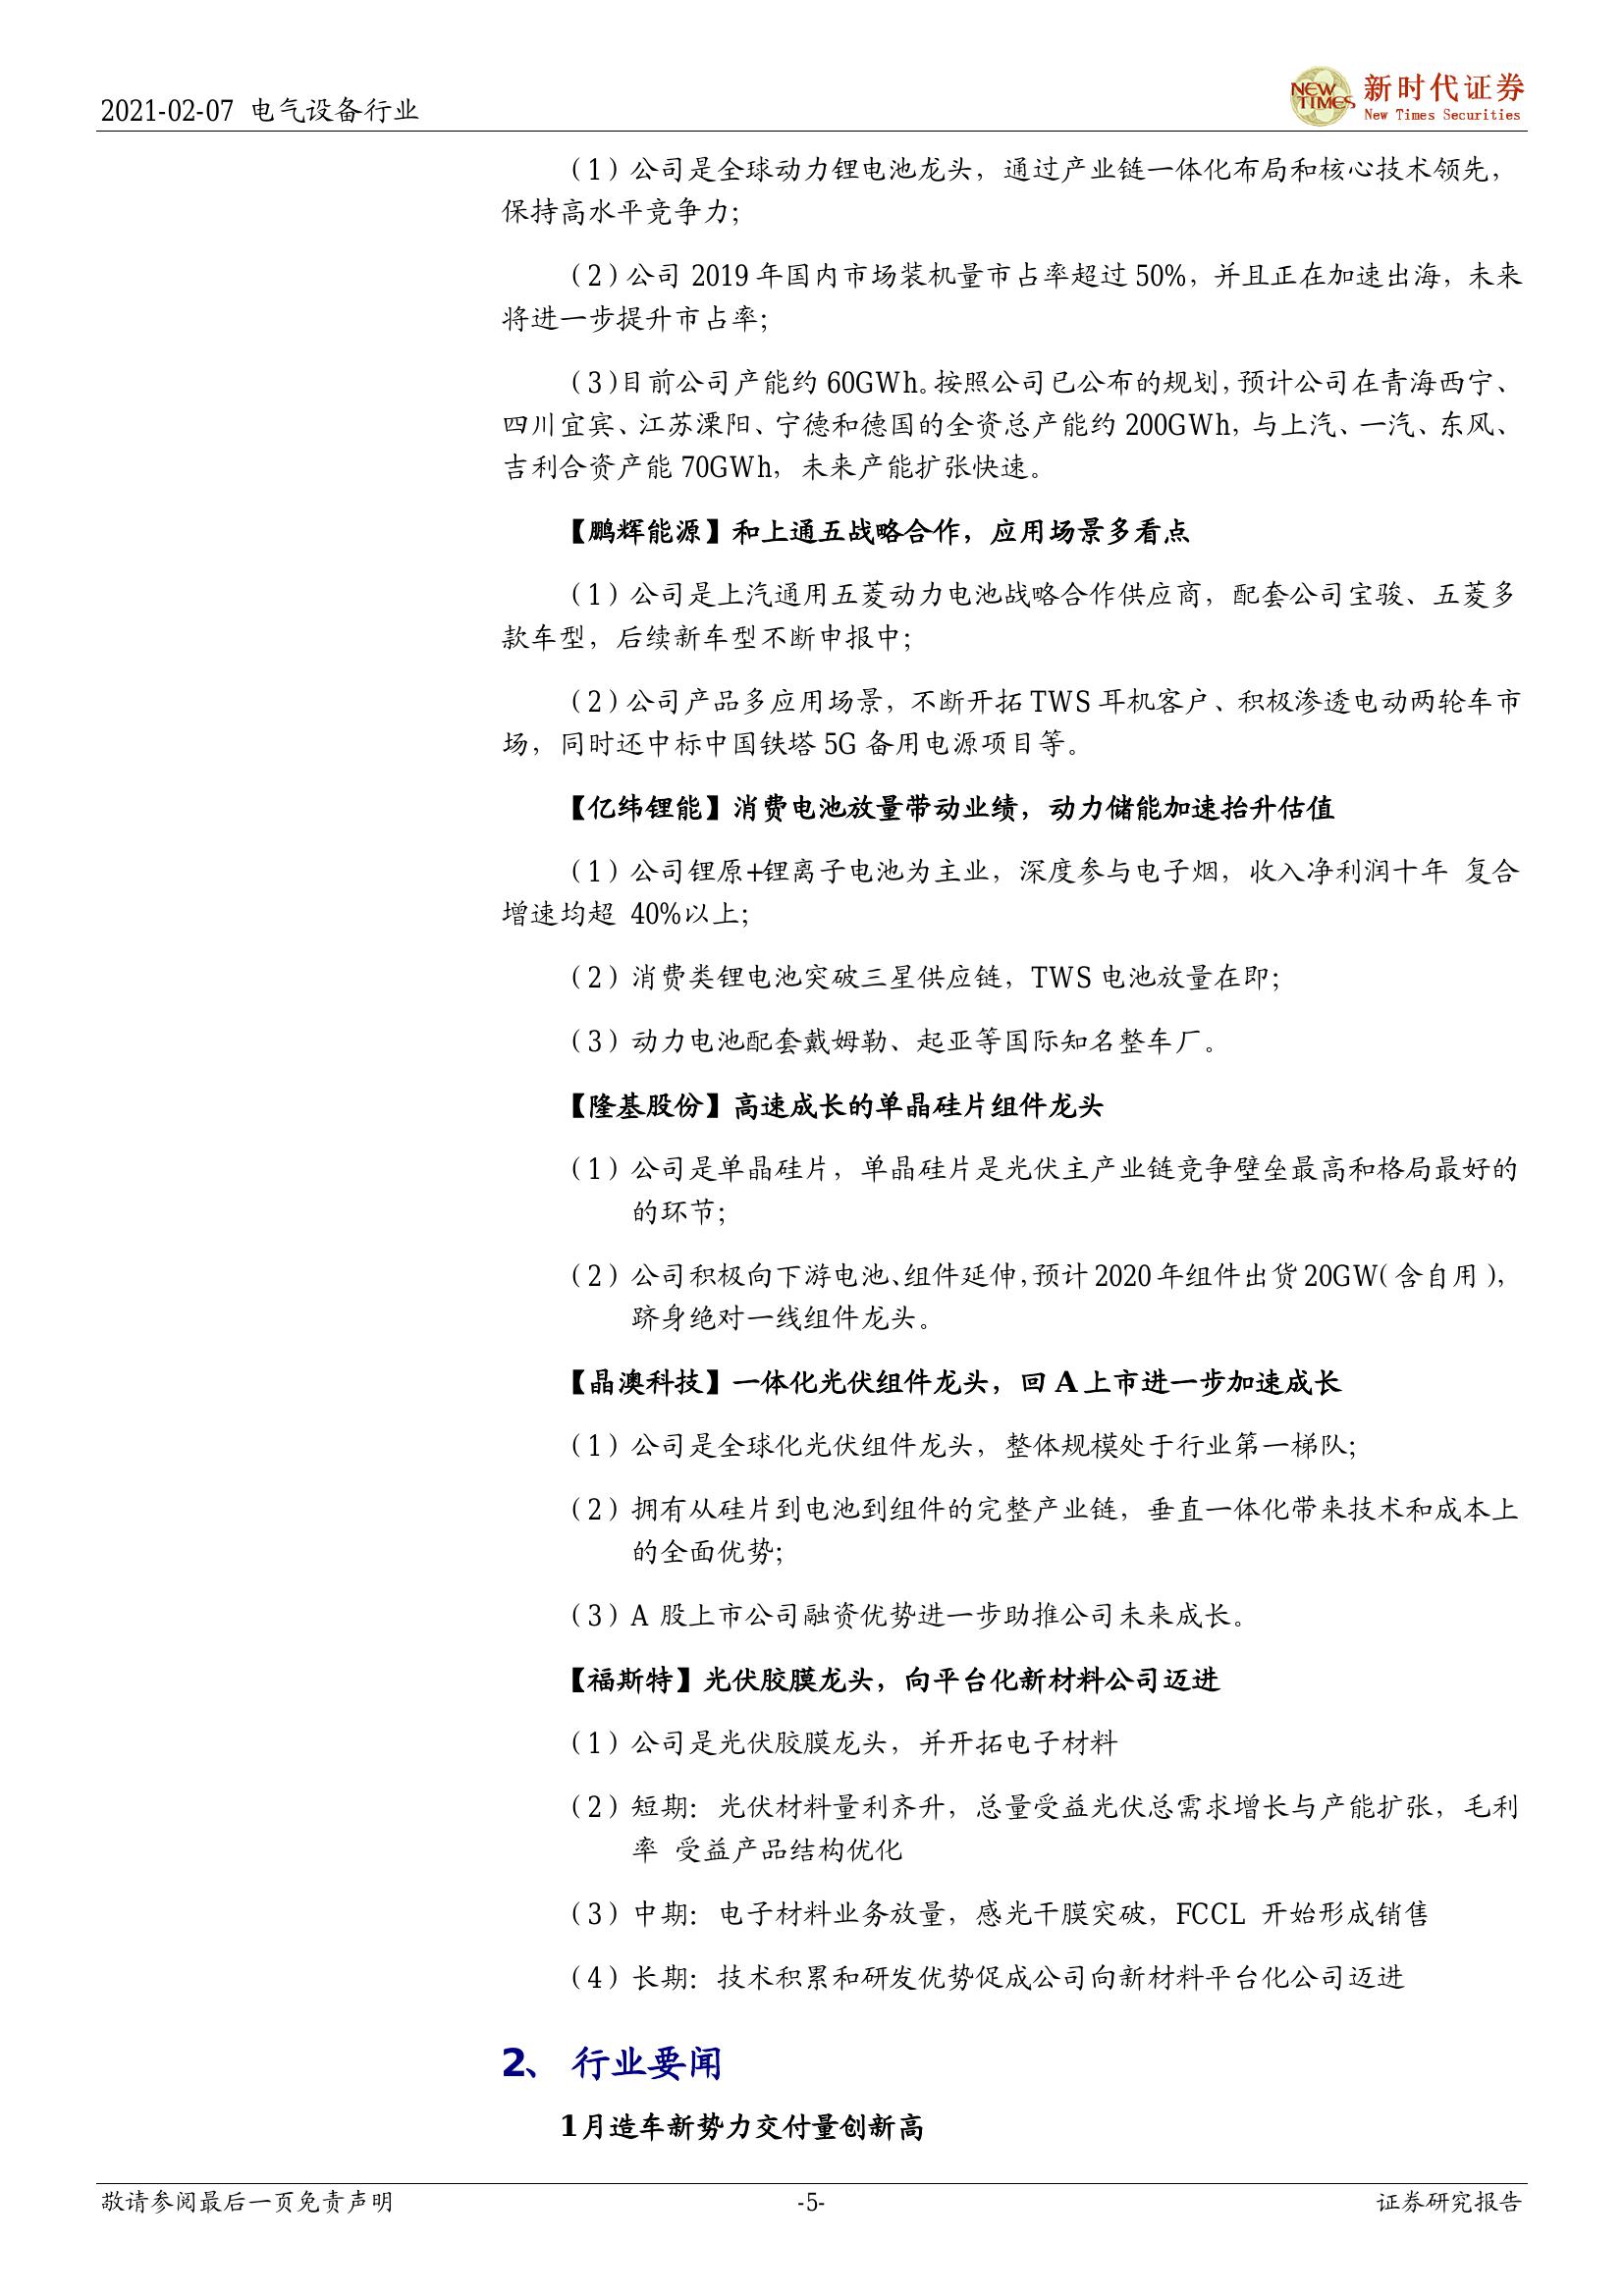 2021-02-07 电气设备行业
NEW TIMES 新时代证券
New Times Securities
（1）公司是全球动力锂电池龙头，通过产业链一体化布局和核心技术领先，
保持高水平竞争力；
（2）公司 2019 年国内市场装机量市占率超过 50%，并且正在加速出海，未来
将进一步提升市占率；
（3）目前公司产能约 60GWh。按照公司已公布的规划，预计公司在青海西宁、
四川宜宾、江苏溧阳、宁德和德国的全资总产能约 200GWh，与上汽、一汽、东风、
吉利合资产能 70GWh，未来产能扩张快速。
【鹏辉能源】和上通五战略合作，应用场景多看点
（1）公司是上汽通用五菱动力电池战略合作供应商，配套公司宝骏、五菱多
款车型，后续新车型不断申报中；
（2）公司产品多应用场景，不断开拓 TWS 耳机客户、积极渗透电动两轮车市
场，同时还中标中国铁塔 5G 备用电源项目等。
【亿纬锂能】消费电池放量带动业绩，动力储能加速抬升估值
（1）公司锂原+锂离子电池为主业，深度参与电子烟，收入净利润十年 复合
增速均超 40%以上；
（2）消费类锂电池突破三星供应链，TWS 电池放量在即；
（3）动力电池配套戴姆勒、起亚等国际知名整车厂。
【隆基股份】高速成长的单晶硅片组件龙头
（1）公司是单晶硅片，单晶硅片是光伏主产业链竞争壁垒最高和格局最好的
的环节；
（2）公司积极向下游电池、组件延伸，预计 2020 年组件出货 20GW（含自用），
跻身绝对一线组件龙头。
【晶澳科技】一体化光伏组件龙头，回 A 上市进一步加速成长
（1）公司是全球化光伏组件龙头，整体规模处于行业第一梯队；
（2）拥有从硅片到电池到组件的完整产业链，垂直一体化带来技术和成本上
的全面优势；
（3）A 股上市公司融资优势进一步助推公司未来成长。
【福斯特】光伏胶膜龙头，向平台化新材料公司迈进
（1）公司是光伏胶膜龙头，并开拓电子材料
（2）短期：光伏材料量利齐升，总量受益光伏总需求增长与产能扩张，毛利
率 受益产品结构优化
（3）中期：电子材料业务放量，感光干膜突破，FCCL 开始形成销售
（4）长期：技术积累和研发优势促成公司向新材料平台化公司迈进
2、 行业要闻
1月造车新势力交付量创新高
敬请参阅最后一页免责声明 -5- 证券研究报告